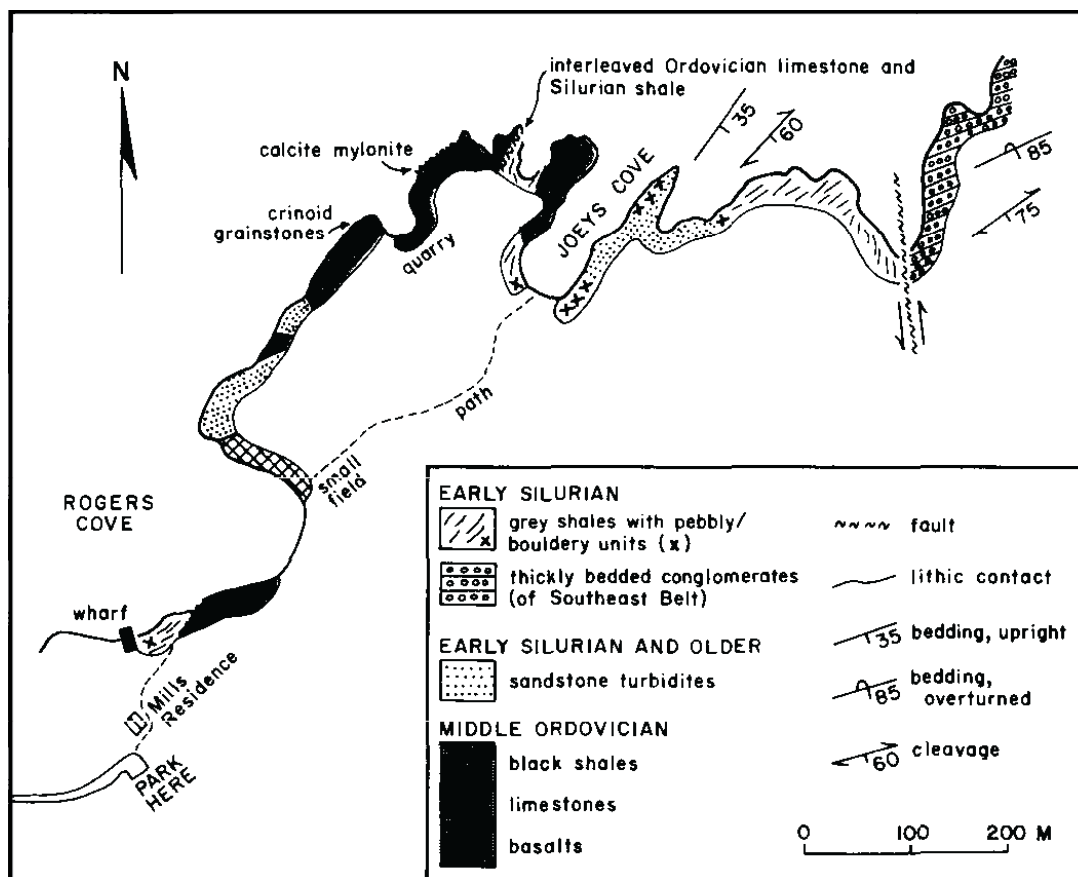 N
interleaved Ordovician limestone and
Silurian shale
calcite mylonite
crinoid
grainstones
quarry
JOEYS COVE
35
60
85
75
path
small
field
ROGERS
COVE
wharf
Mills
Residence
PARK
HERE
EARLY SILURIAN
x
grey shales with pebbly/
bouldery units (x)
thickly bedded conglomerates
(of Southeast Belt)
EARLY SILURIAN AND OLDER
sandstone turbidites
MIDDLE ORDOVICIAN
black shales
limestones
basalts
fault
lithic contact
35 bedding, upright
85 bedding,
overturned
60 cleavage
0 100 200 M